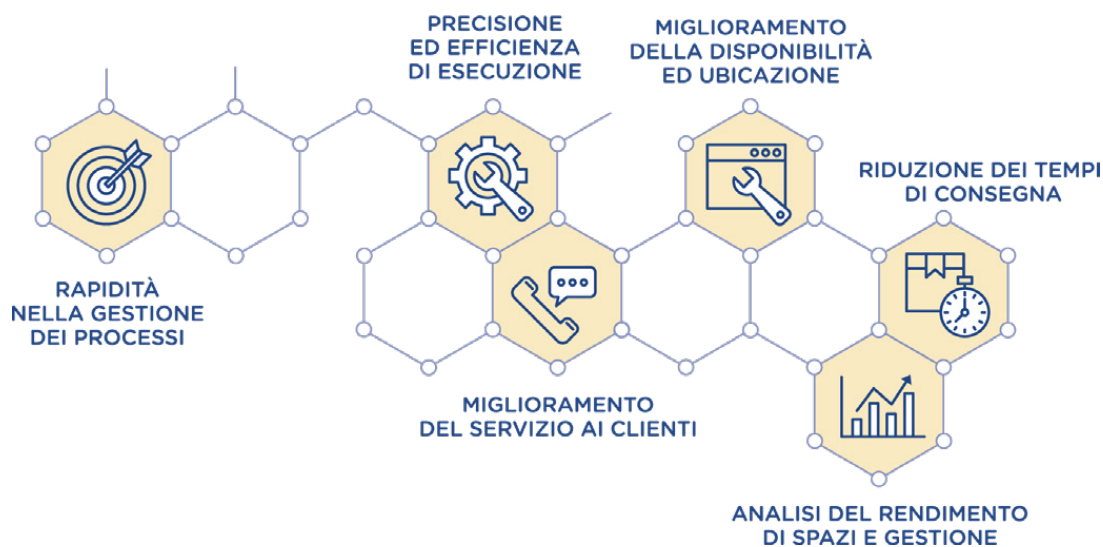 PRECISIONE
ED EFFICIENZA
DI ESECUZIONE
MIGLIORAMENTO
DELLA DISPONIBILITÀ
ED UBICAZIONE
RIDUZIONE DEI TEMPI
DI CONSEGNA
RAPIDITÀ
NELLA GESTIONE
DEI PROCESSI
MIGLIORAMENTO
DEL SERVIZIO AI CLIENTI
ANALISI DEL RENDIMENTO
DI SPAZI E GESTIONE